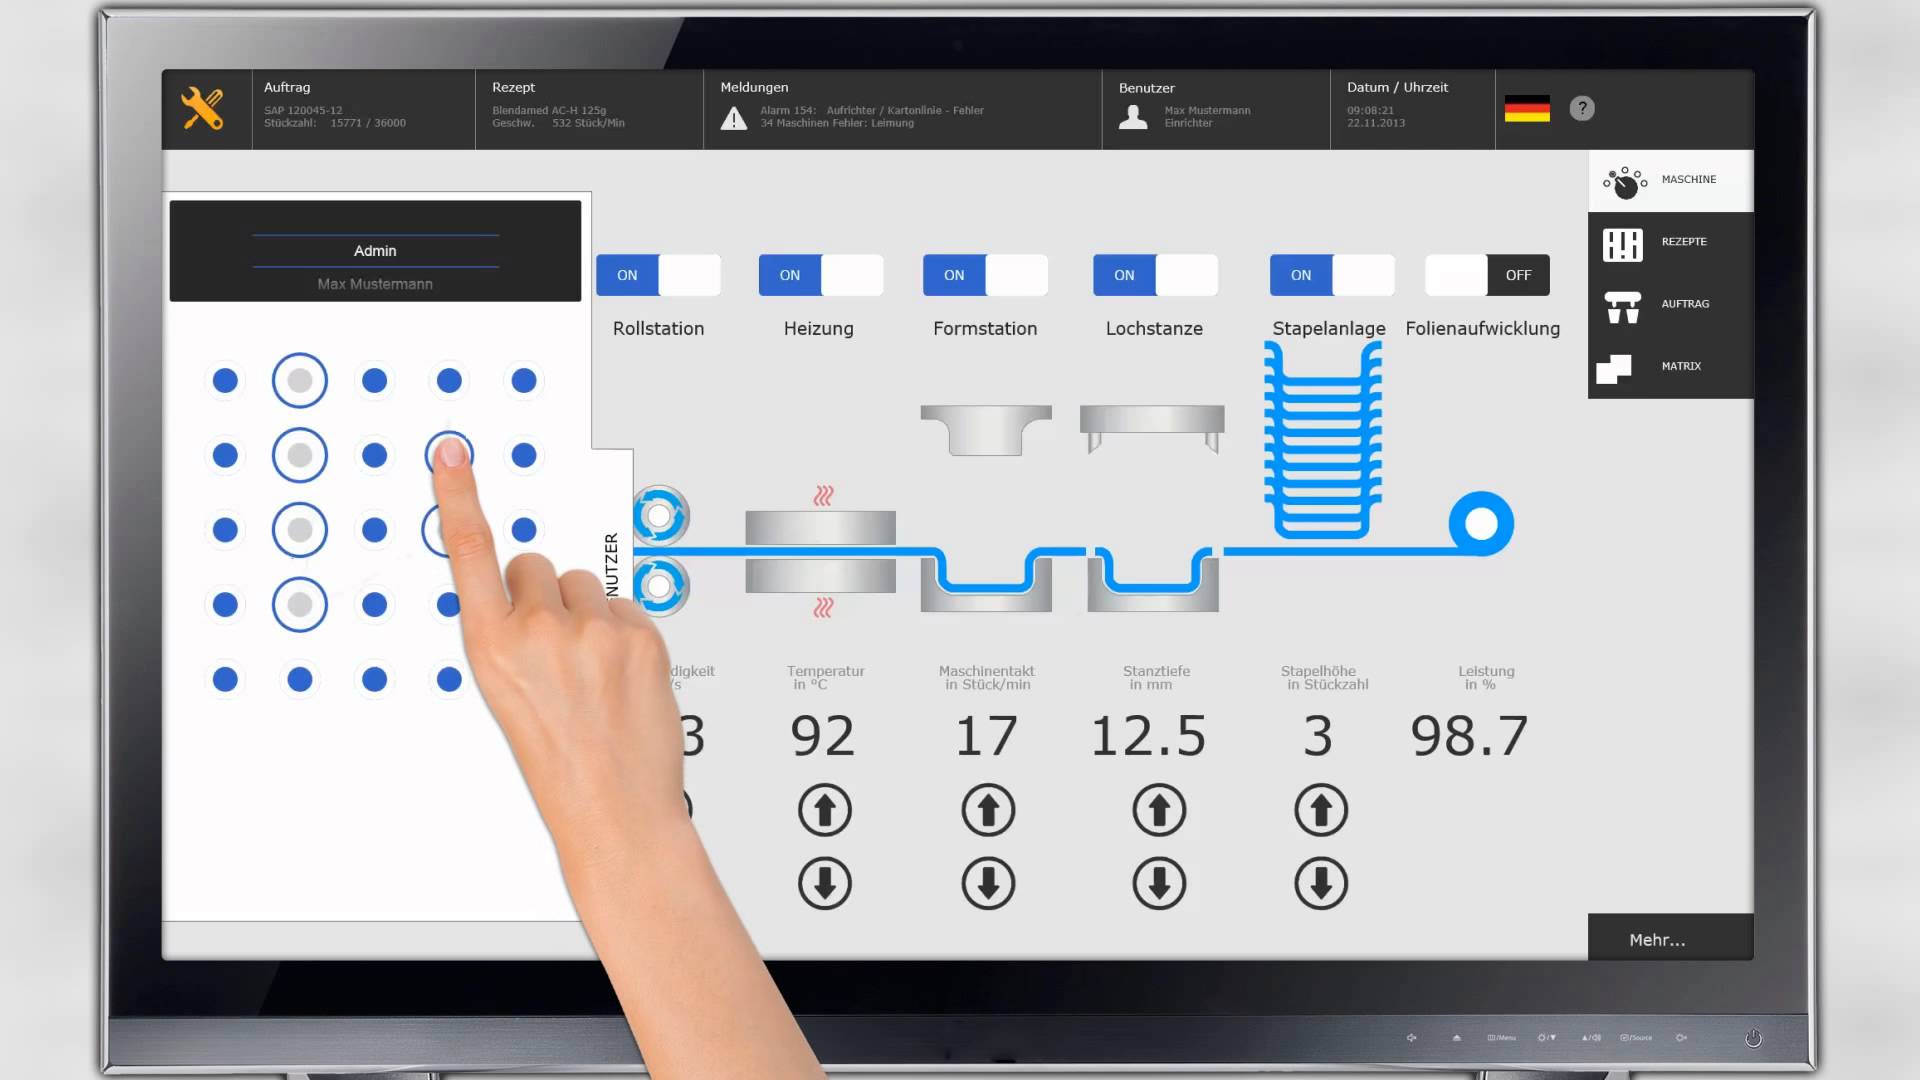 Auftrag
SAP 120045-12
Stückzahl: 15771 / 36000
Rezept
Blendamed AC-H 125g
Geschw. 532 Stück/Min
Meldungen
Alarm 154: Aufrichter / Kartonlinie - Fehler
34 Maschinen Fehler: Leimung
Benutzer
Max Mustermann
Einrichter
Datum / Uhrzeit
09:08:21
22.11.2013
?
MASCHINE
REZEPTE
AUFTRAG
MATRIX
Admin
Max Mustermann
ON
ON
ON
ON
ON
OFF
Rollstation
Heizung
Formstation
Lochstanze
Stapelanlage
Folienaufwicklung
NUTZER
digkeit
/s
Temperatur
in °C
Maschinentakt
in Stück/min
Stanztiefe
in mm
Stapelhöhe
in Stückzahl
Leistung
in %
3
92
17
12.5
3
98.7
Mehr...
/Menu
/Source